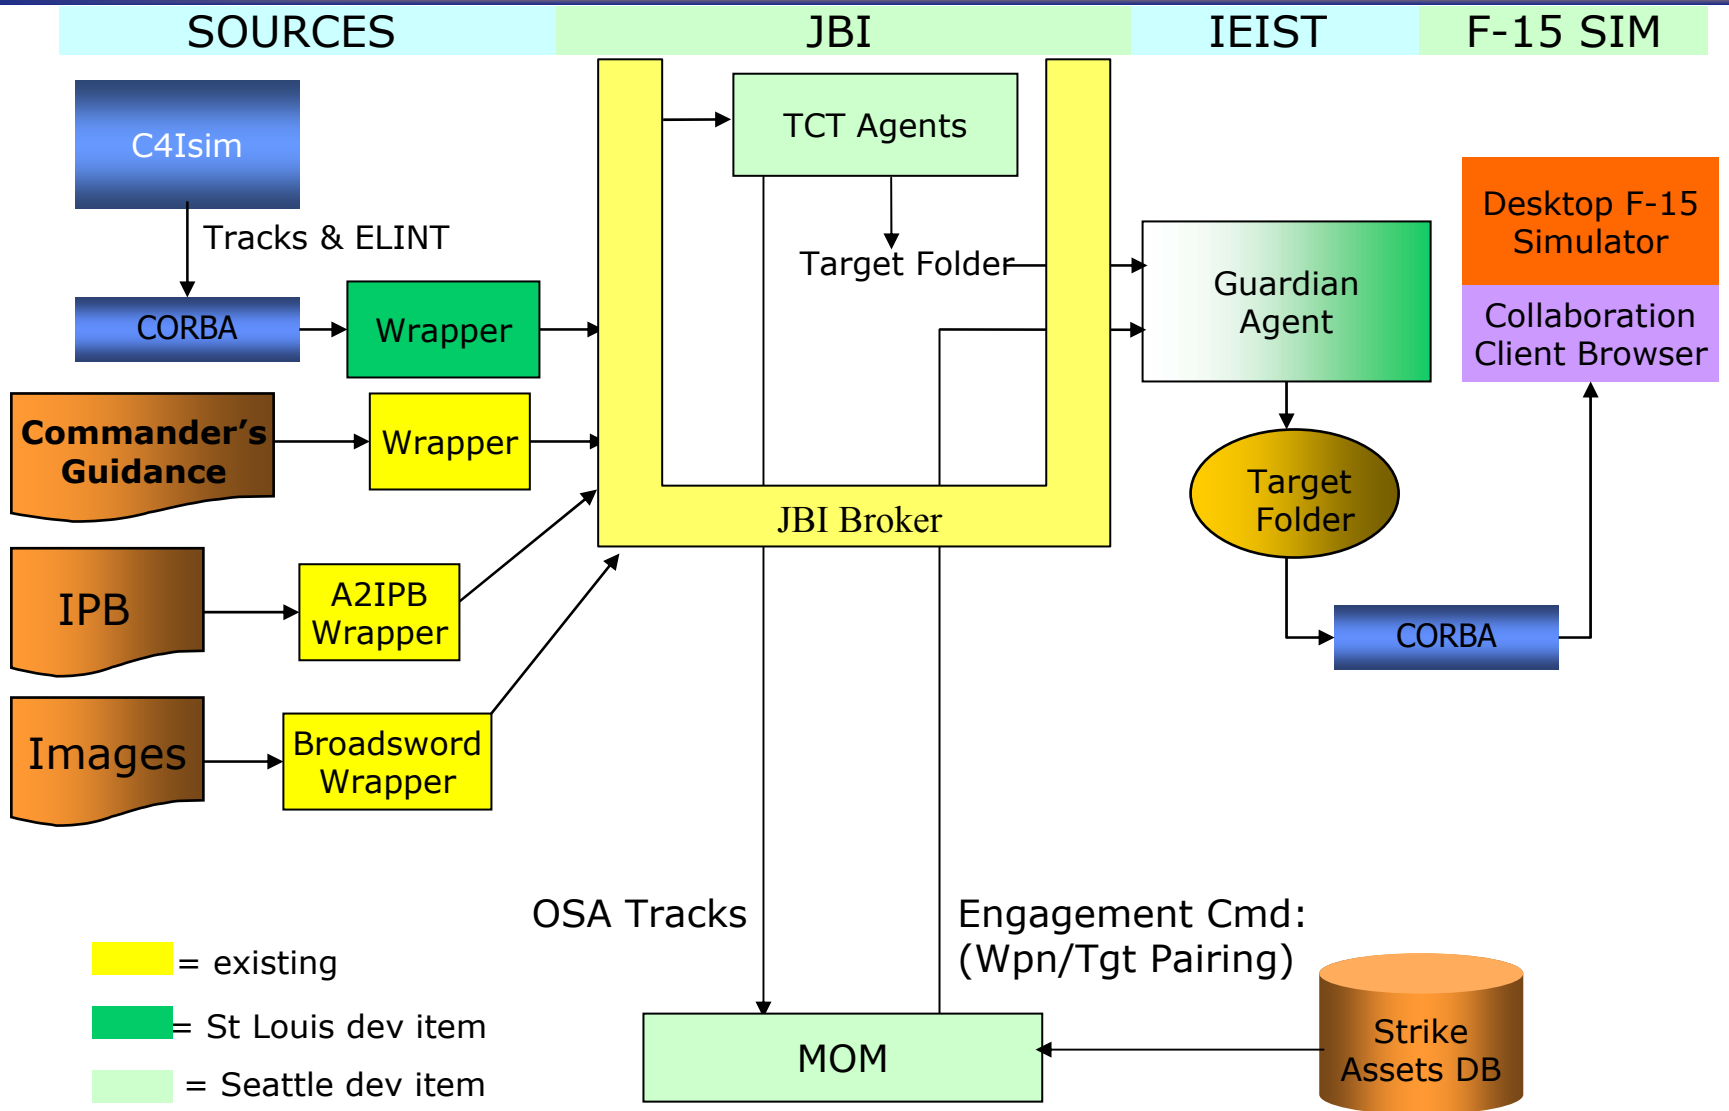 SOURCES
JBI
IEIST
F-15 SIM
C4Isim
Tracks & ELINT
CORBA
Wrapper
Commander’s
Guidance
Wrapper
IPB
A2IPB
Wrapper
Images
Broadsword
Wrapper
TCT Agents
Target Folder
JBI Broker
Guardian
Agent
Target
Folder
CORBA
Desktop F-15
Simulator
Collaboration
Client Browser
OSA Tracks
Engagement Cmd:
(Wpn/Tgt Pairing)
MOM
Strike
Assets DB
= existing
= St Louis dev item
= Seattle dev item